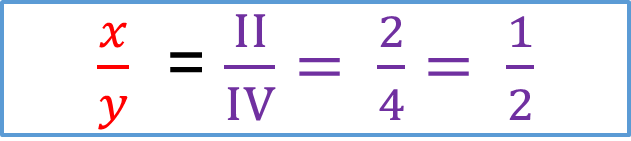 x/y = II/IV = 2/4 = 1/2